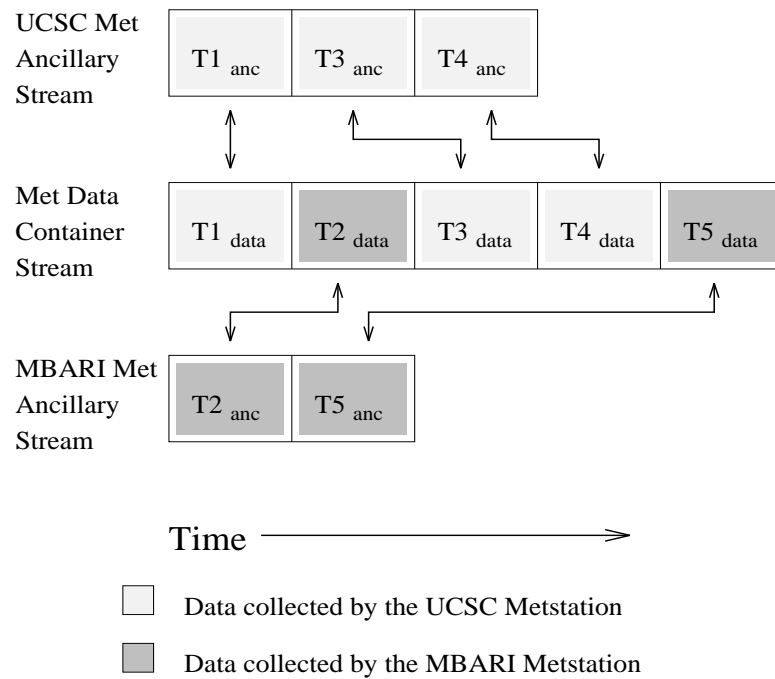 UCSC Met
Ancillary
Stream
T1 anc
T3 anc
T4 anc
Met Data
Container
Stream
T1 data
T2 data
T3 data
T4 data
T5 data
MBARI Met
Ancillary
Stream
T2 anc
T5 anc
Time
Data collected by the UCSC Metstation
Data collected by the MBARI Metstation